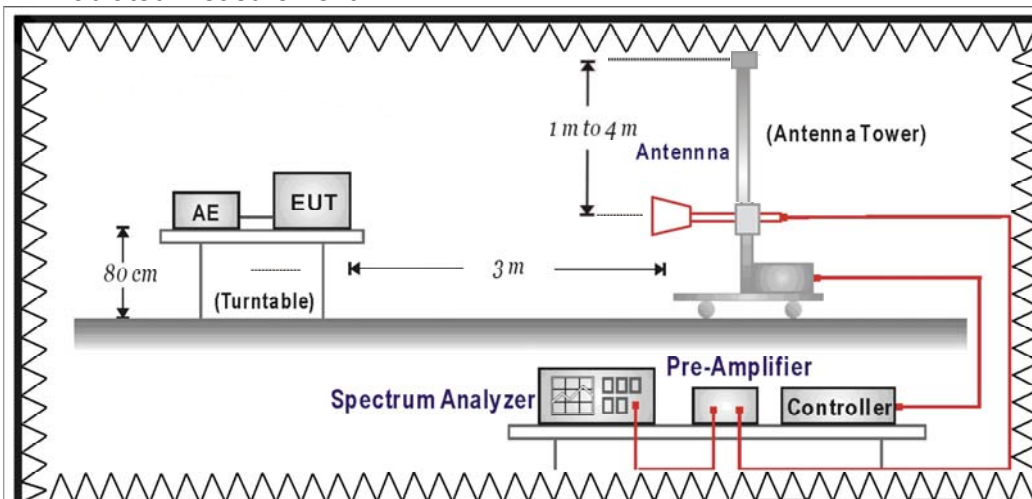 1 m to 4 m
(Antenna Tower)
Antennna
AE
EUT
80 cm
3 m
(Turntable)
Pre-Amplifier
Spectrum Analyzer
Controller